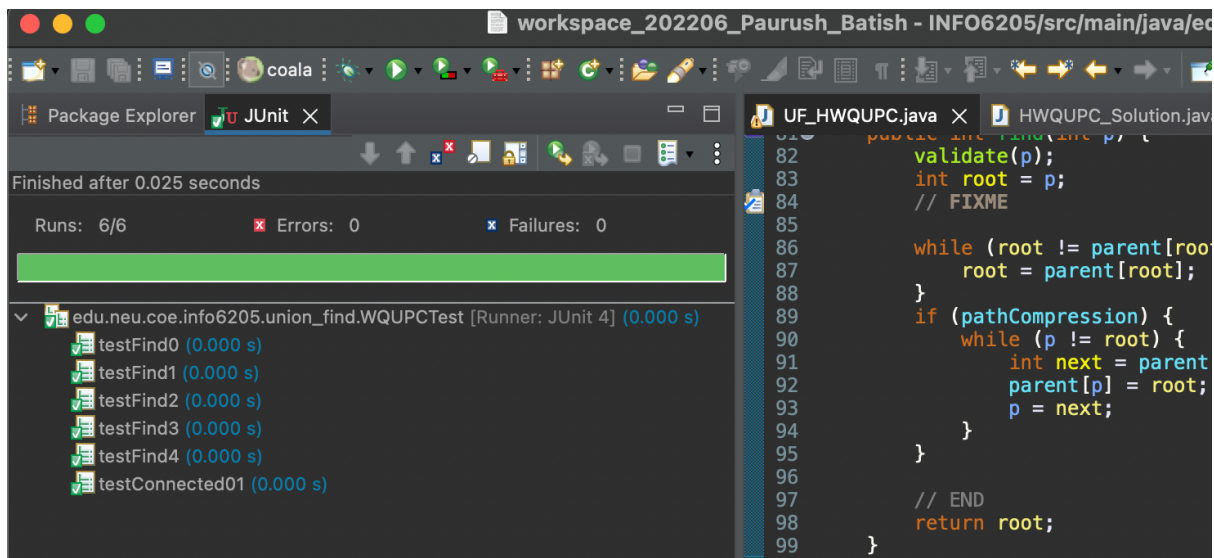 workspace_202206_Paurush_Batish - INFO6205/src/main/java/ed
coala
Package Explorer
JUnit
Finished after 0.025 seconds
Runs: 6/6
Errors: 0
Failures: 0
edu.neu.coe.info6205.union_find.WQUPCTest [Runner: JUnit 4] (0.000 s)
testFind0 (0.000 s)
testFind1 (0.000 s)
testFind2 (0.000 s)
testFind3 (0.000 s)
testFind4 (0.000 s)
testConnected01 (0.000 s)
UF_HWQUPC.java
HWQUPC_Solution.java
81 public int find(int p) {
82 validate(p);
83 int root = p;
84 // FIXME
85
86 while (root != parent[root
87 root = parent[root];
88 }
89 if (pathCompression) {
90 while (p != root) {
91 int next = parent
92 parent[p] = root;
93 p = next;
94 }
95 }
96
97 // END
98 return root;
99 }